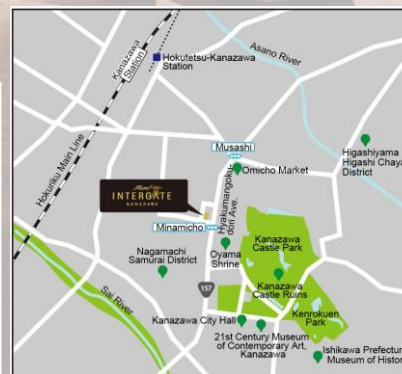 Asano River
Kanazawa
Station
Hokutetsu-Kanazawa
Station
Hokuriku Main Line
Musashi
Omicho Market
Higashiyama
Higashi Chaya
District
Hotel
INTERGATE
KANAZAWA
Hyakumangoku-
dori Ave.
Minamicho
Oyama
Shrine
Kanazawa
Castle Park
Nagamachi
Samurai District
Kanazawa
Castle Ruins
Sai River
157
Kenrokuen
Park
Kanazawa City Hall
21st Century Museum
of Contemporary Art,
Kanazawa
Ishikawa Prefectur
Museum of Histor